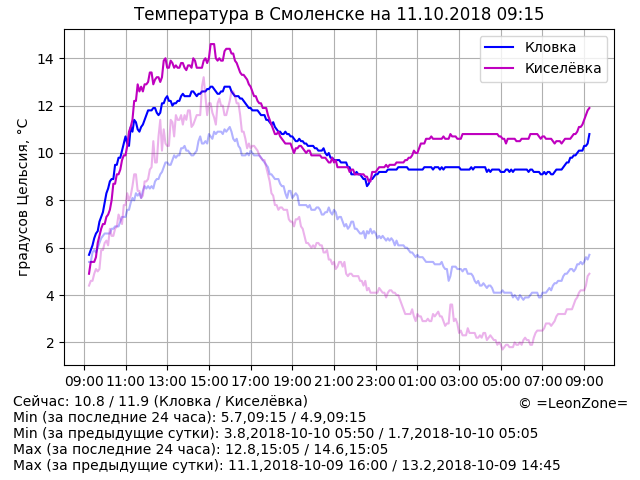 Температура в Смоленске на 11.10.2018 09:15
Кловка
Киселёвка
градусов Цельсия, °C
14
12
10
8
6
4
2
09:00 11:00 13:00 15:00 17:00 19:00 21:00 23:00 01:00 03:00 05:00 07:00 09:00
Сейчас: 10.8 / 11.9 (Кловка / Киселёвка)
© =LeonZone=
Min (за последние 24 часа): 5.7,09:15 / 4.9,09:15
Min (за предыдущие сутки): 3.8,2018-10-10 05:50 / 1.7,2018-10-10 05:05
Max (за последние 24 часа): 12.8,15:05 / 14.6,15:05
Max (за предыдущие сутки): 11.1,2018-10-09 16:00 / 13.2,2018-10-09 14:45